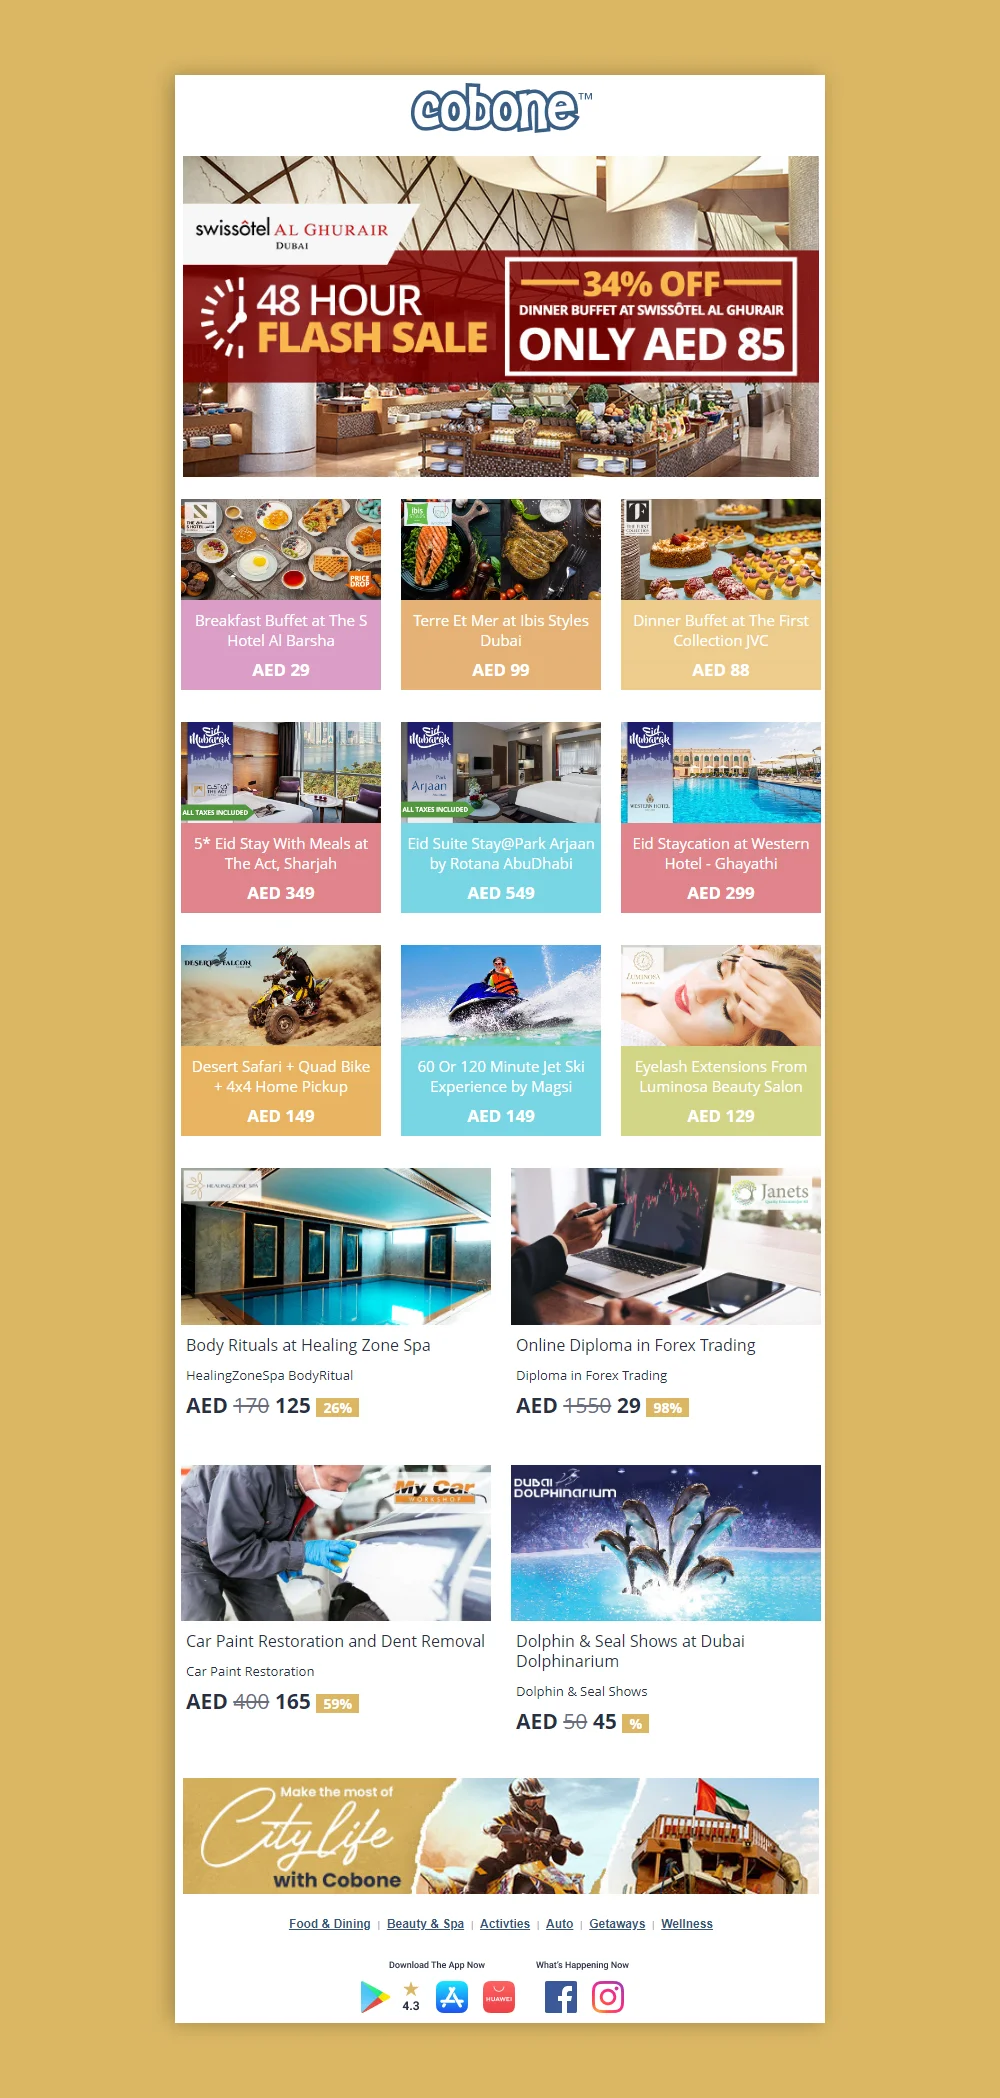 cobone™
swissôtel AL GHURAIR
DUBAI
48 HOUR
FLASH SALE
34% OFF
DINNER BUFFET AT SWISSÔTEL AL GHURAIR
ONLY AED 85
PRICE
DROP
Breakfast Buffet at The S
Hotel Al Barsha
AED 29
ibis
Terre Et Mer at Ibis Styles
Dubai
AED 99
THE FIRST
COLLECTION
Dinner Buffet at The First
Collection JVC
AED 88
Eid
Mubarak
THE ACT
ALL TAXES INCLUDED
5* Eid Stay With Meals at
The Act, Sharjah
AED 349
Eid
Mubarak
Park
Arjaan
ALL TAXES INCLUDED
Eid Suite Stay@Park Arjaan
by Rotana AbuDhabi
AED 549
Eid
Mubarak
WESTERN HOTEL
Eid Staycation at Western
Hotel - Ghayathi
AED 299
DESERT FALCON
Desert Safari + Quad Bike
+ 4x4 Home Pickup
AED 149
60 Or 120 Minute Jet Ski
Experience by Magsi
AED 149
LUMINOSA
Eyelash Extensions From
Luminosa Beauty Salon
AED 129
HEALING ZONE SPA
Body Rituals at Healing Zone Spa
HealingZoneSpa BodyRitual
AED 170 125 26%
Janets
Online Diploma in Forex Trading
Diploma in Forex Trading
AED 1550 29 98%
My Car
WORKSHOP
Car Paint Restoration and Dent Removal
Car Paint Restoration
AED 400 165 59%
DUBAI
DOLPHINARIUM
Dolphin & Seal Shows at Dubai
Dolphinarium
Dolphin & Seal Shows
AED 50 45 %
Make the most of
City life
with Cobone
Food & Dining | Beauty & Spa | Activties | Auto | Getaways | Wellness
Download The App Now
What's Happening Now
4.3
HUAWEI